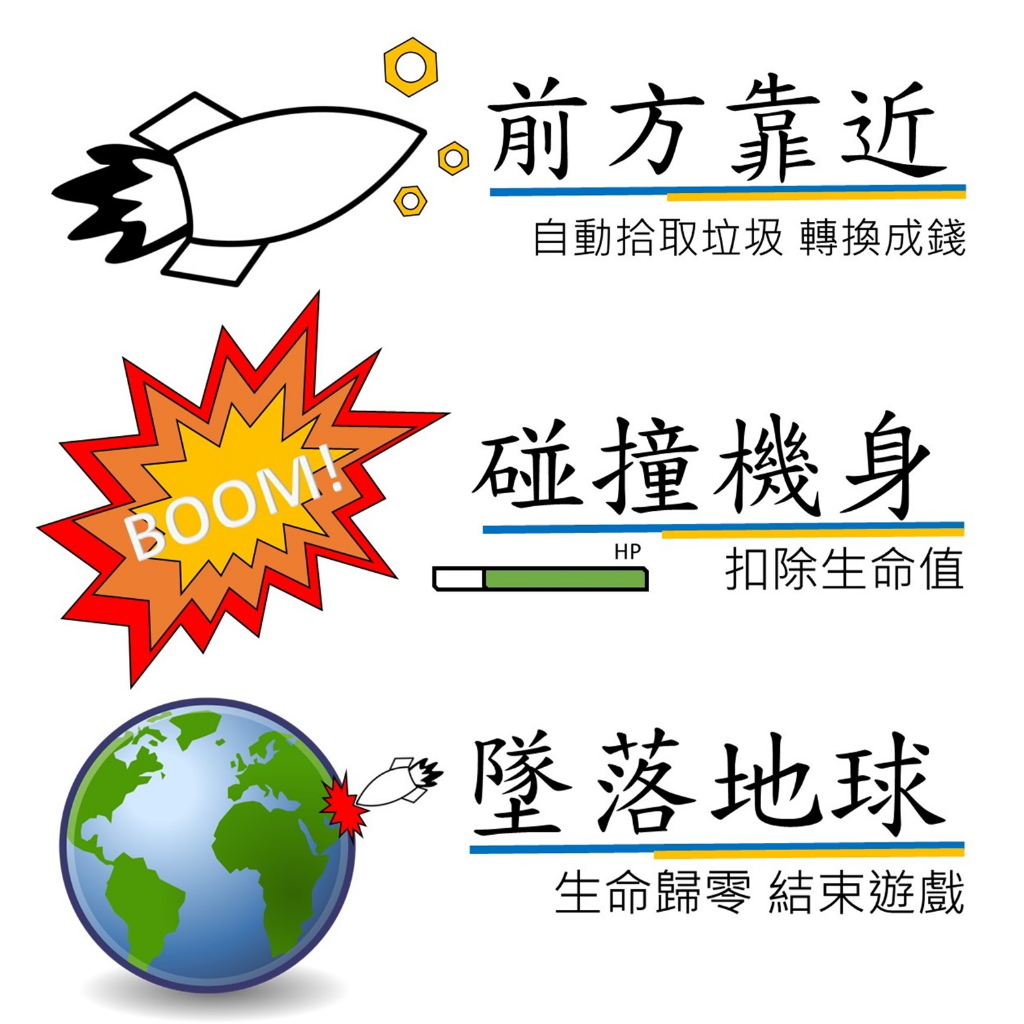 前方靠近
自動拾取垃圾 轉換成錢
BOOM!
碰撞機身
HP
扣除生命值
墜落地球
生命歸零 結束遊戲